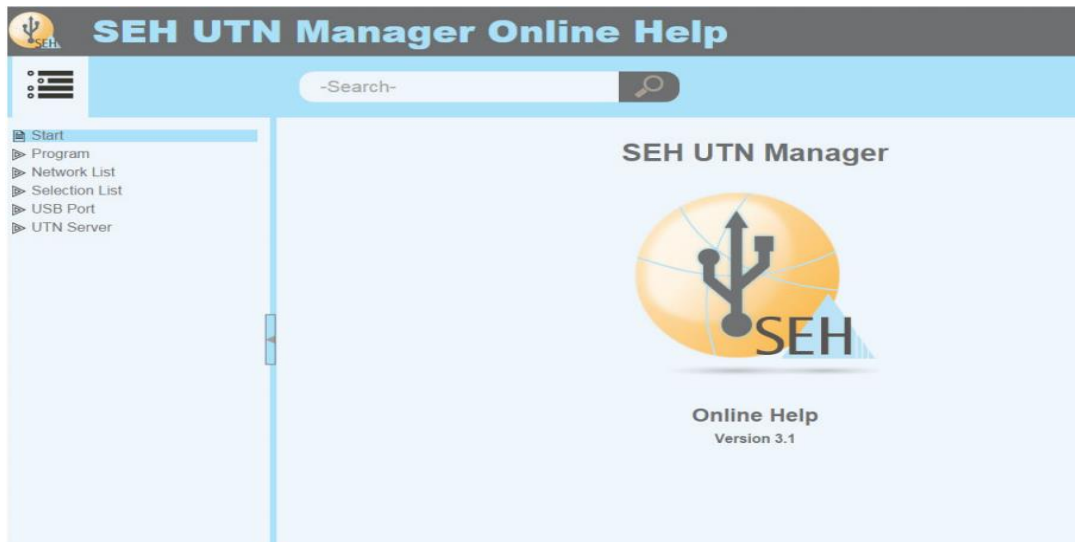 SEH
SEH UTN Manager Online Help
-Search-
Start
Program
Network List
Selection List
USB Port
UTN Server
SEH UTN Manager
SEH
Online Help
Version 3.1